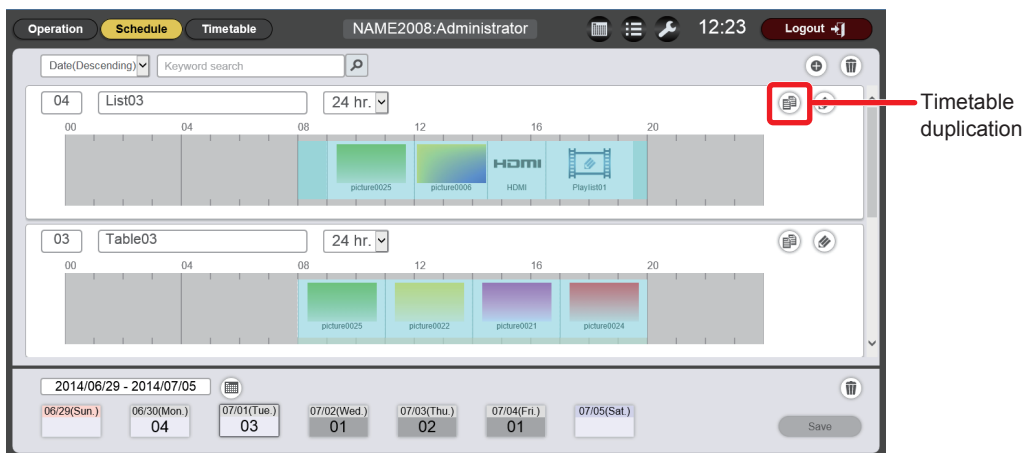 Operation Schedule Timetable NAME2008:Administrator 12:23 Logout
Date(Descending) Keyword search
04 List03 24 hr.
Timetable
duplication
00 04 08 12 16 20
HDMI
picture0025 picture0006 HDMI Playlist01
03 Table03 24 hr.
00 04 08 12 16 20
picture0025 picture0022 picture0021 picture0024
2014/06/29 - 2014/07/05
06/29(Sun.) 06/30(Mon.) 07/01(Tue.) 07/02(Wed.) 07/03(Thu.) 07/04(Fri.) 07/05(Sat.)
04 03 01 02 01 Save